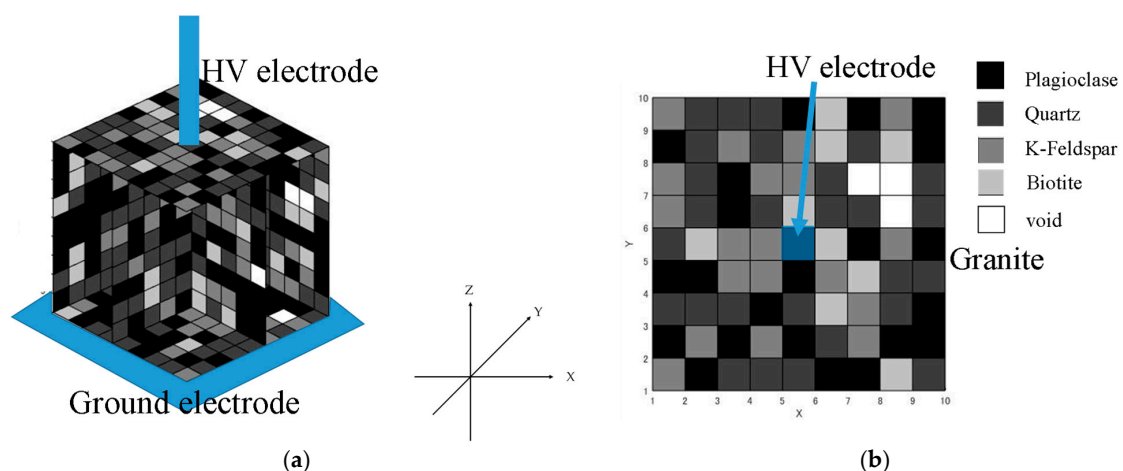 HV electrode
Z
Y
X
Ground electrode
(a)
HV electrode
10
9
8
7
6
5
4
3
2
1
Y
1 2 3 4 5 6 7 8 9 10
X
Plagioclase
Quartz
K-Feldspar
Biotite
void
Granite
(b)